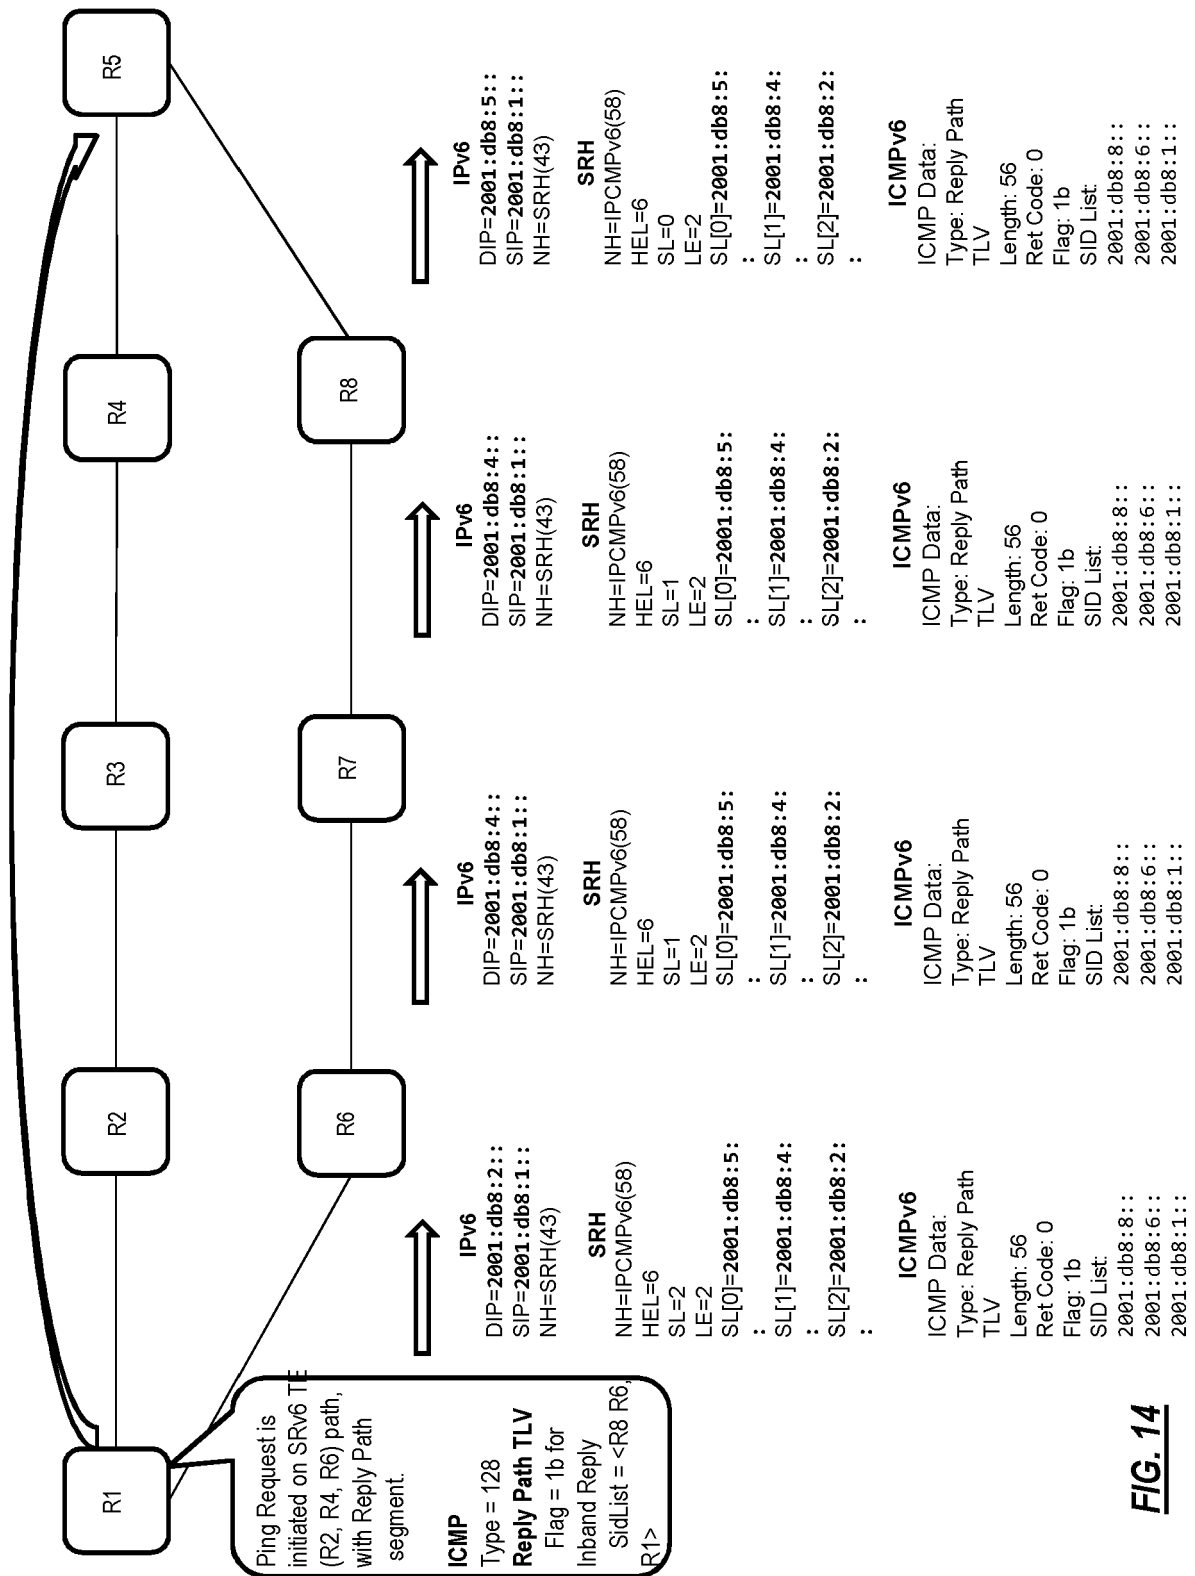 R1
R2
R3
R4
R5
R6
R7
R8
Ping Request is
initiated on SRv6 TE
(R2, R4, R6) path,
with Reply Path
segment.
ICMP
Type = 128
Reply Path TLV
Flag = 1b for
Inband Reply
SidList = <R8 R6,
R1>
IPv6
DIP=2001:db8:2::
SIP=2001:db8:1::
NH=SRH(43)
SRH
NH=IPCMPv6(58)
HEL=6
SL=2
LE=2
SL[0]=2001:db8:5:
:
SL[1]=2001:db8:4:
:
SL[2]=2001:db8:2:
:
ICMPv6
ICMP Data:
Type: Reply Path
TLV
Length: 56
Ret Code: 0
Flag: 1b
SID List:
2001:db8:8::
2001:db8:6::
2001:db8:1::
IPv6
DIP=2001:db8:4::
SIP=2001:db8:1::
NH=SRH(43)
SRH
NH=IPCMPv6(58)
HEL=6
SL=1
LE=2
SL[0]=2001:db8:5:
:
SL[1]=2001:db8:4:
:
SL[2]=2001:db8:2:
:
ICMPv6
ICMP Data:
Type: Reply Path
TLV
Length: 56
Ret Code: 0
Flag: 1b
SID List:
2001:db8:8::
2001:db8:6::
2001:db8:1::
IPv6
DIP=2001:db8:4::
SIP=2001:db8:1::
NH=SRH(43)
SRH
NH=IPCMPv6(58)
HEL=6
SL=1
LE=2
SL[0]=2001:db8:5:
:
SL[1]=2001:db8:4:
:
SL[2]=2001:db8:2:
:
ICMPv6
ICMP Data:
Type: Reply Path
TLV
Length: 56
Ret Code: 0
Flag: 1b
SID List:
2001:db8:8::
2001:db8:6::
2001:db8:1::
IPv6
DIP=2001:db8:5::
SIP=2001:db8:1::
NH=SRH(43)
SRH
NH=IPCMPv6(58)
HEL=6
SL=0
LE=2
SL[0]=2001:db8:5:
:
SL[1]=2001:db8:4:
:
SL[2]=2001:db8:2:
:
ICMPv6
ICMP Data:
Type: Reply Path
TLV
Length: 56
Ret Code: 0
Flag: 1b
SID List:
2001:db8:8::
2001:db8:6::
2001:db8:1::
FIG. 14